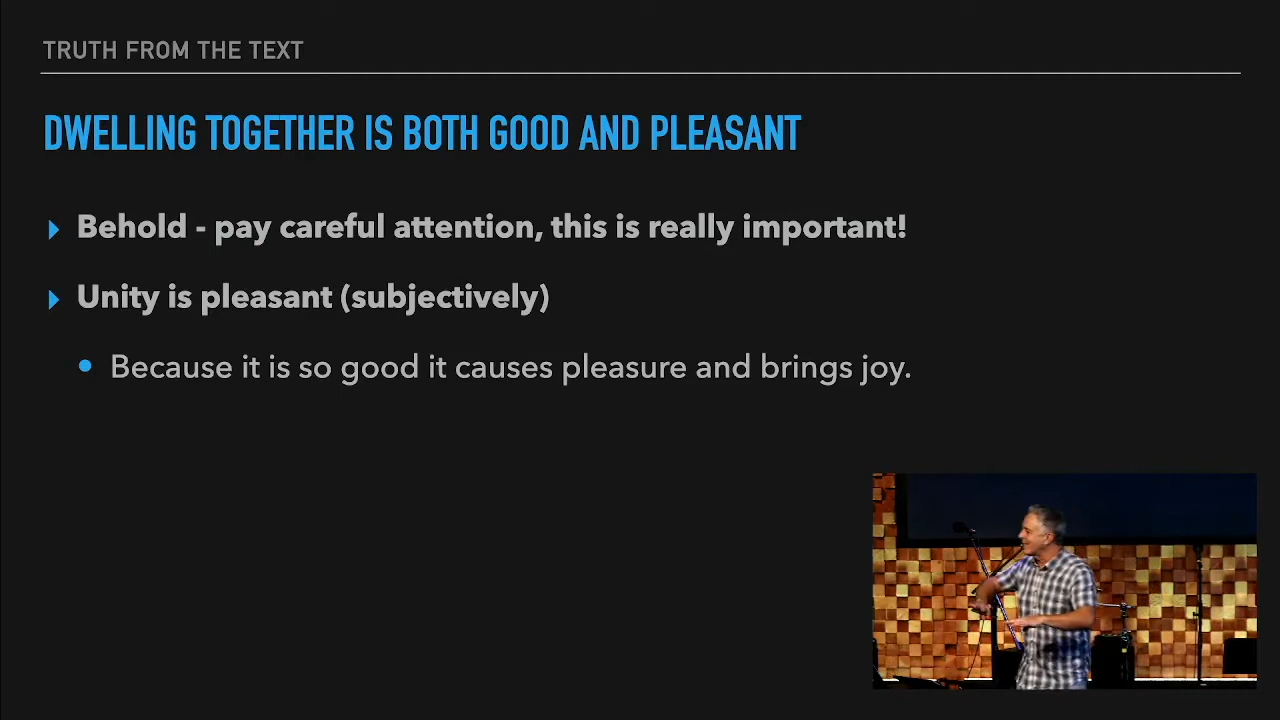 TRUTH FROM THE TEXT
DWELLING TOGETHER IS BOTH GOOD AND PLEASANT
Behold - pay careful attention, this is really important!
Unity is pleasant (subjectively)
Because it is so good it causes pleasure and brings joy.